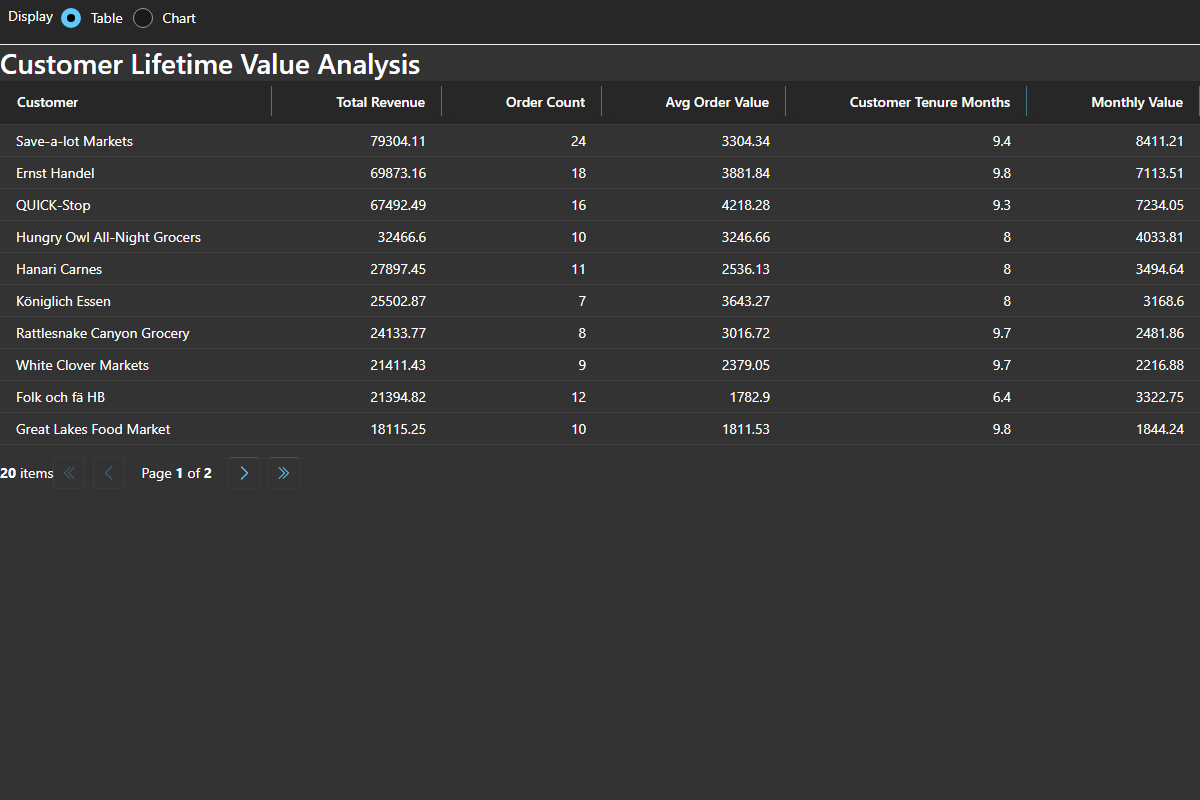 Display Table Chart
Customer Lifetime Value Analysis
Customer Total Revenue Order Count Avg Order Value Customer Tenure Months Monthly Value
Save-a-lot Markets 79304.11 24 3304.34 9.4 8411.21
Ernst Handel 69873.16 18 3881.84 9.8 7113.51
QUICK-Stop 67492.49 16 4218.28 9.3 7234.05
Hungry Owl All-Night Grocers 32466.6 10 3246.66 8 4033.81
Hanari Carnes 27897.45 11 2536.13 8 3494.64
Königlich Essen 25502.87 7 3643.27 8 3168.6
Rattlesnake Canyon Grocery 24133.77 8 3016.72 9.7 2481.86
White Clover Markets 21411.43 9 2379.05 9.7 2216.88
Folk och fä HB 21394.82 12 1782.9 6.4 3322.75
Great Lakes Food Market 18115.25 10 1811.53 9.8 1844.24
20 items Page 1 of 2